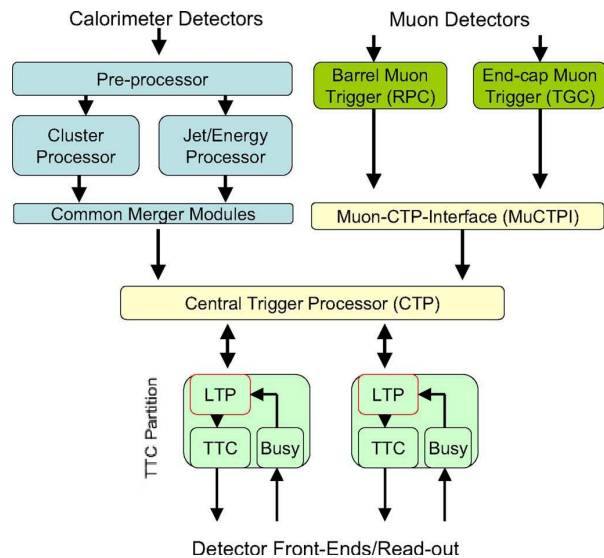 Calorimeter Detectors
Muon Detectors
Pre-processor
Barrel Muon
Trigger (RPC)
End-cap Muon
Trigger (TGC)
Cluster
Processor
Jet/Energy
Processor
Common Merger Modules
Muon-CTP-Interface (MuCTPI)
Central Trigger Processor (CTP)
TTC Partition
LTP
TTC
Busy
LTP
TTC
Busy
Detector Front-Ends/Read-out